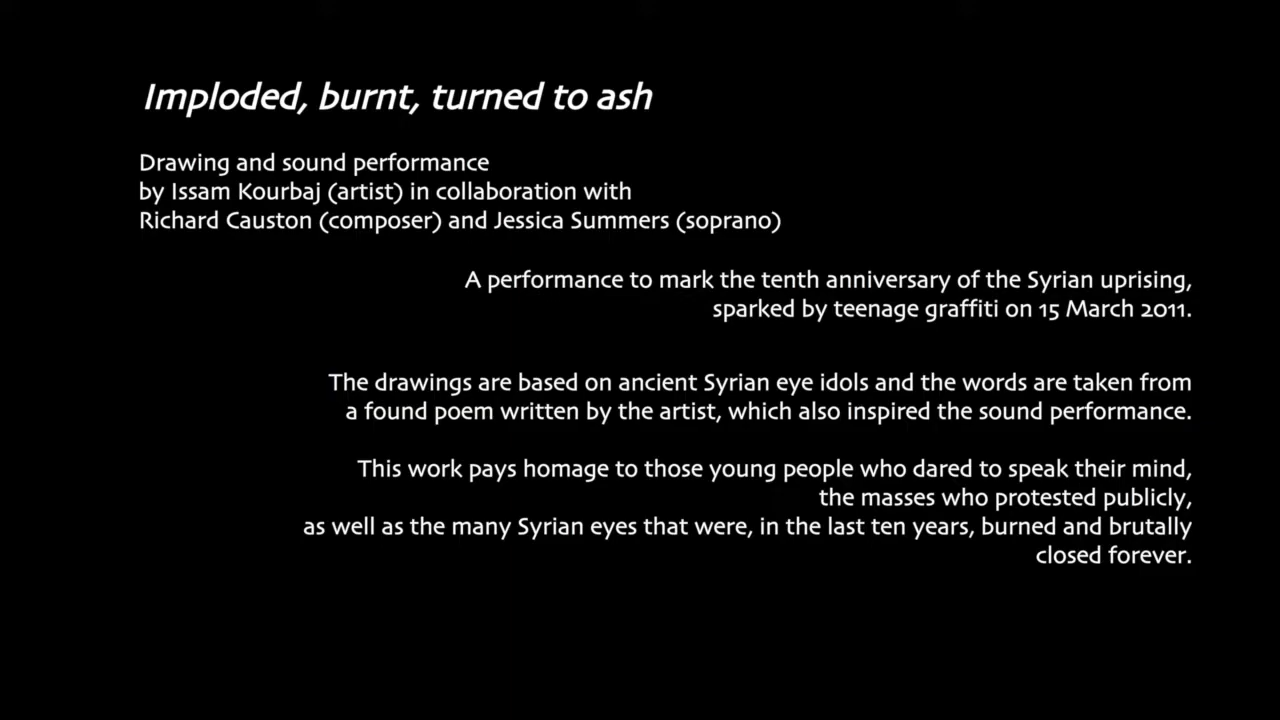 Imploded, burnt, turned to ash
Drawing and sound performance
by Issam Kourbaj (artist) in collaboration with
Richard Causton (composer) and Jessica Summers (soprano)
A performance to mark the tenth anniversary of the Syrian uprising,
sparked by teenage graffiti on 15 March 2011.
The drawings are based on ancient Syrian eye idols and the words are taken from
a found poem written by the artist, which also inspired the sound performance.
This work pays homage to those young people who dared to speak their mind,
the masses who protested publicly,
as well as the many Syrian eyes that were, in the last ten years, burned and brutally
closed forever.